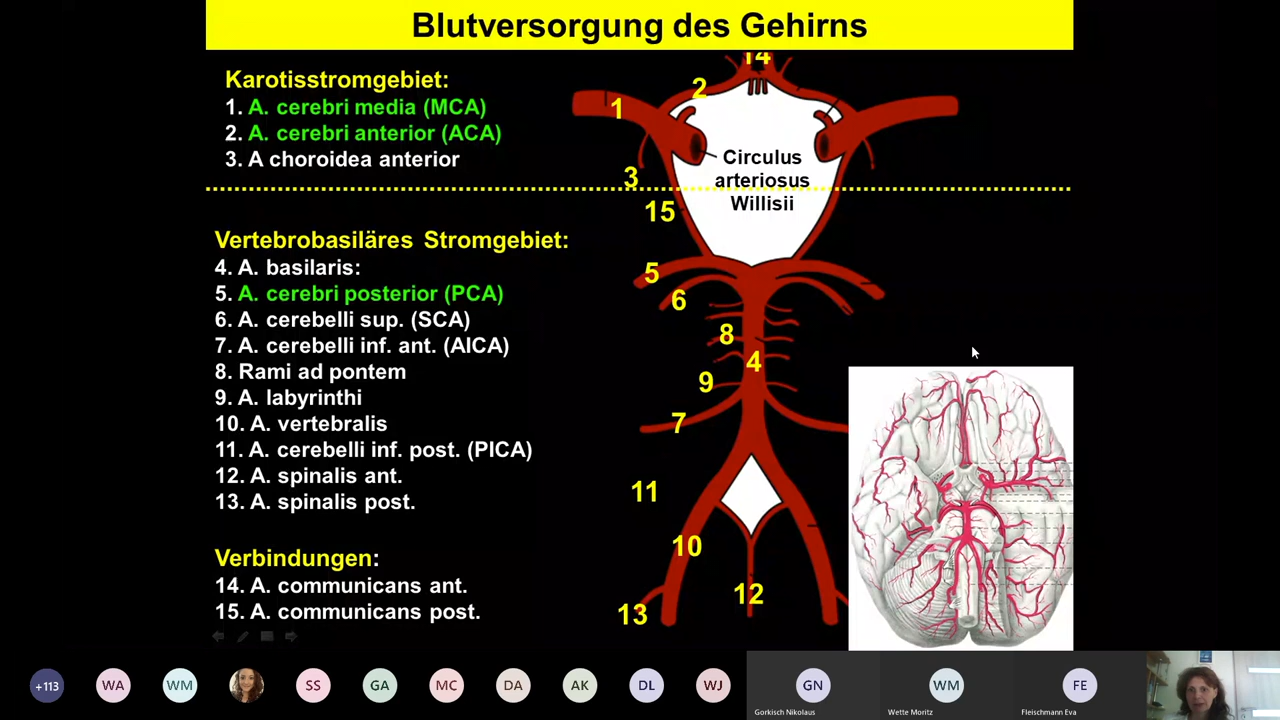 Blutversorgung des Gehirns
Karotisstromgebiet:
1. A. cerebri media (MCA)
2. A. cerebri anterior (ACA)
3. A choroidea anterior
Vertebrobasiläres Stromgebiet:
4. A. basilaris:
5. A. cerebri posterior (PCA)
6. A. cerebelli sup. (SCA)
7. A. cerebelli inf. ant. (AICA)
8. Rami ad pontem
9. A. labyrinthi
10. A. vertebralis
11. A. cerebelli inf. post. (PICA)
12. A. spinalis ant.
13. A. spinalis post.
Verbindungen:
14. A. communicans ant.
15. A. communicans post.
14
2
1
Circulus
arteriosus
Willisii
3
15
5
6
8
4
9
7
11
10
12
13
+113 WA WM SS GA MC DA AK DL WJ GN WM FE
Gorkisch Nikolaus Wette Moritz Fleischmann Eva